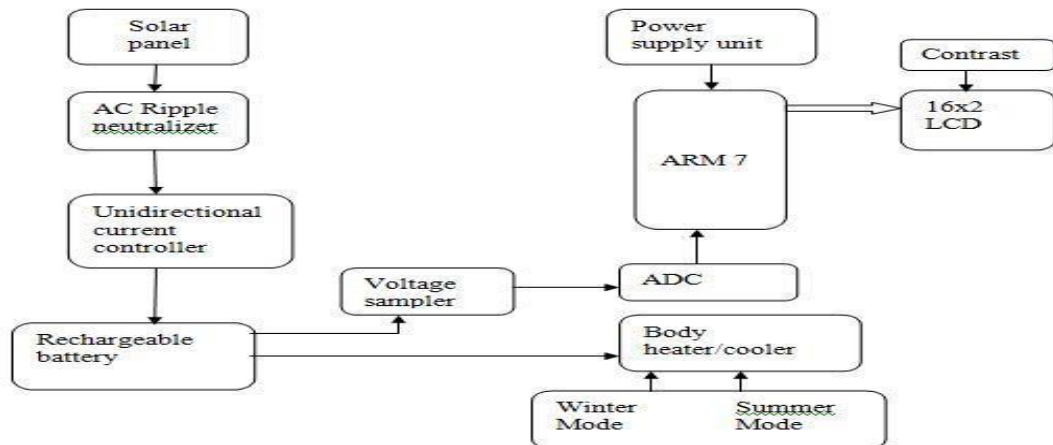 Solar
panel
Power
supply unit
Contrast
AC Ripple
neutralizer
16x2
LCD
ARM 7
Unidirectional
current
controller
Voltage
sampler
ADC
Rechargeable
battery
Body
heater/cooler
Winter
Mode
Summer
Mode